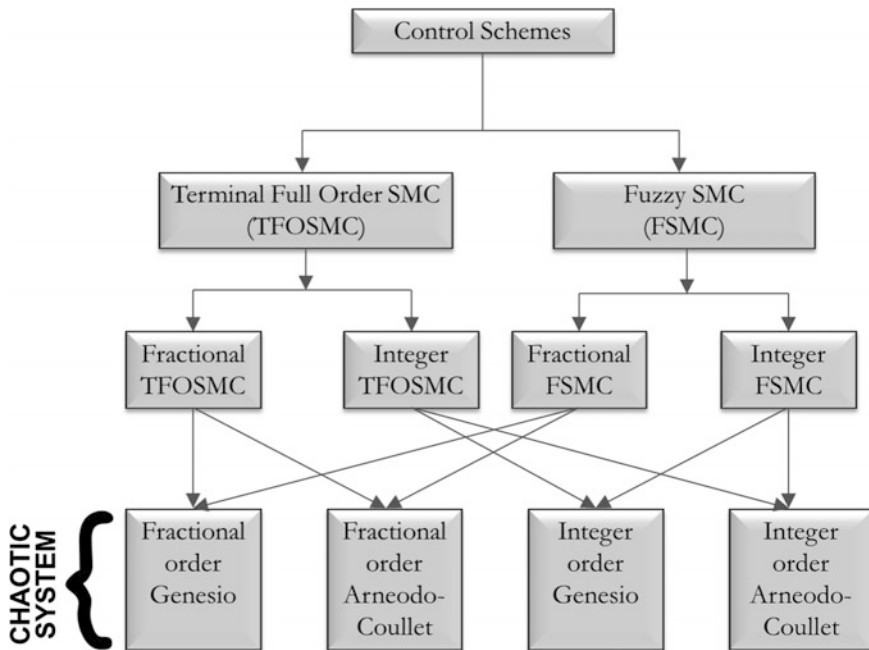 Control Schemes
Terminal Full Order SMC
(TFOSMC)
Fuzzy SMC
(FSMC)
Fractional
TFOSMC
Integer
TFOSMC
Fractional
FSMC
Integer
FSMC
CHAOTIC
SYSTEM
Fractional
order
Genesio
Fractional
order
Arneodo-
Coullet
Integer
order
Genesio
Integer
order
Arneodo-
Coullet